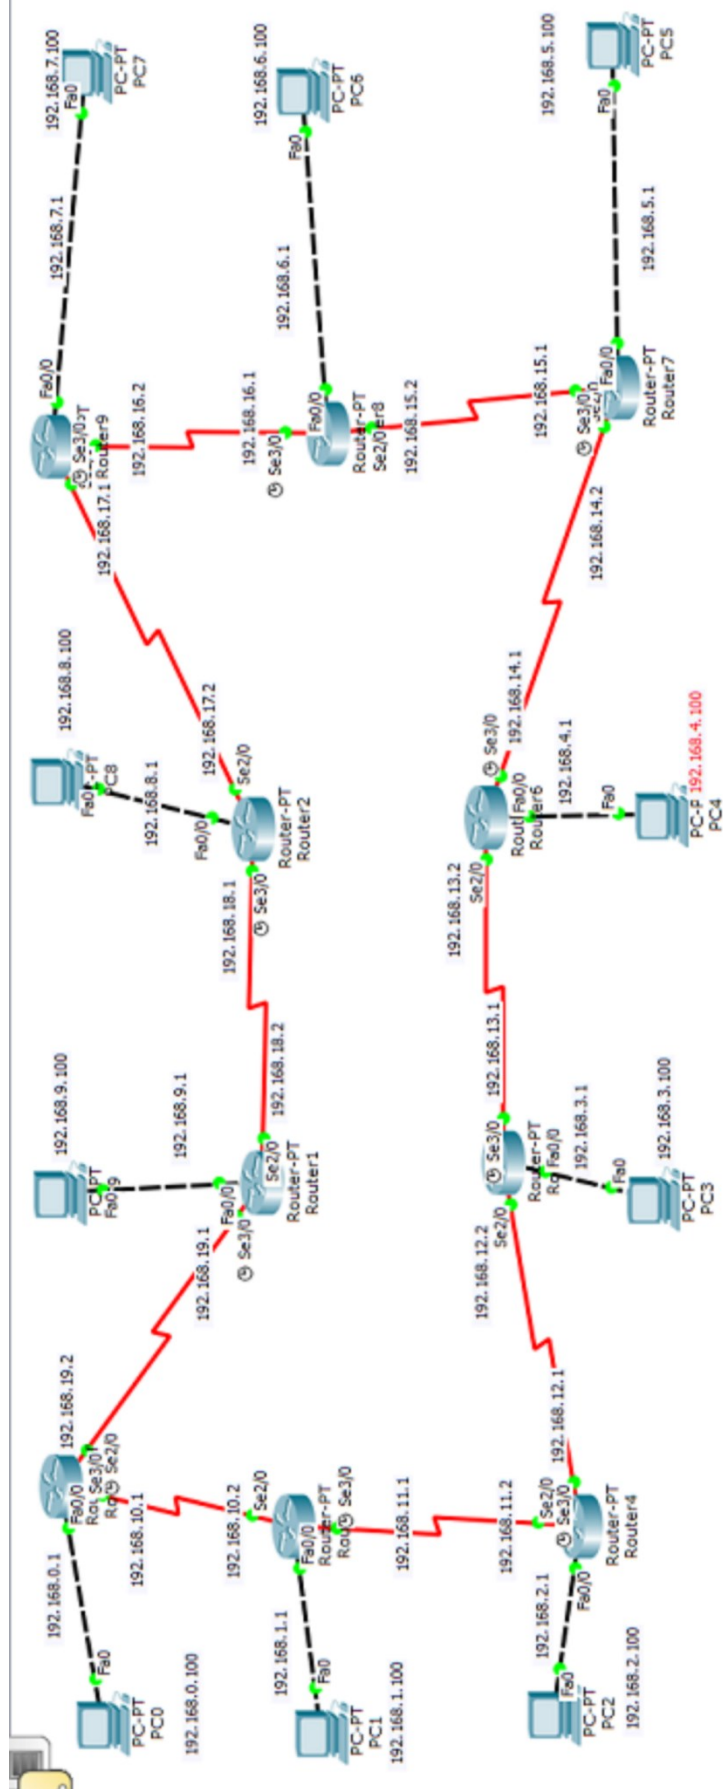 192.168.7.100
Fa0
PC-PT
PC7
192.168.7.1
Fa0/0
Se3/0
Router9
192.168.16.2
192.168.17.1
192.168.6.100
Fa0
PC-PT
PC6
192.168.6.1
192.168.16.1
Se3/0
Fa0/0
Router-PT
Se2/0
192.168.15.2
192.168.5.100
Fa0
PC-PT
PC5
192.168.5.1
192.168.15.1
Se3/0
Fa0/0
Router-PT
Router7
192.168.14.2
192.168.8.100
Fa0
192.168.8.1
Fa0/0
192.168.17.2
Se2/0
Router-PT
Router2
192.168.18.1
Se3/0
192.168.14.1
Se3/0
Fa0/0
192.168.4.1
Se2/0
192.168.13.2
Fa0
192.168.4.100
PC4
192.168.9.100
192.168.9.1
Fa0
Fa0/0
192.168.18.2
Se2/0
Router-PT
Router1
Se3/0
192.168.19.1
192.168.13.1
Se3/0
Fa0/0
192.168.3.1
Se2/0
192.168.12.2
Fa0
192.168.3.100
PC-PT
PC3
192.168.19.2
Fa0/0
Se3/0
Se2/0
192.168.10.1
192.168.0.1
Fa0
PC-PT
PC0
192.168.0.100
192.168.10.2
Se2/0
Fa0/0
Router-PT
Se3/0
192.168.11.1
192.168.1.1
Fa0
PC-PT
PC1
192.168.1.100
192.168.12.1
192.168.11.2
Se2/0
Se3/0
Router-PT
Router4
Fa0/0
192.168.2.1
Fa0
PC-PT
PC2
192.168.2.100